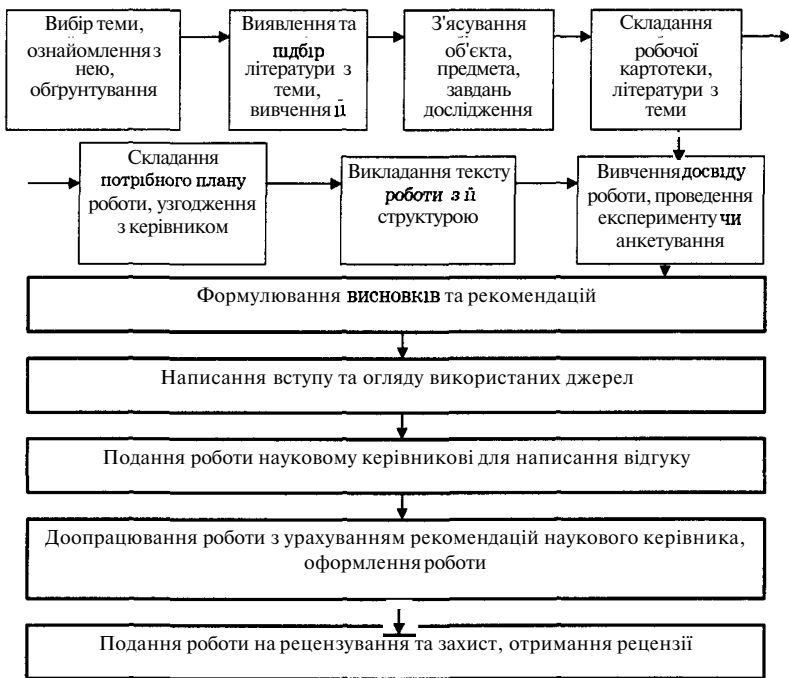 Вибір теми,
ознайомлення з
нею,
обґрунтування
Виявлення та
підбір
літератури з
теми,
вивчення її
З'ясування
об'єкта,
предмета,
завдань
дослідження
Складання
робочої
картотеки,
літератури з
теми
Складання
потрібного плану
роботи, узгодження
з керівником
Викладання тексту
роботи з її
структурою
Вивчення досвіду
роботи, проведення
експерименту чи
анкетування
Формулювання висновків та рекомендацій
Написання вступу та огляду використаних джерел
Подання роботи науковому керівникові для написання відгуку
Доопрацювання роботи з урахуванням рекомендацій наукового керівника,
оформлення роботи
Подання роботи на рецензування та захист, отримання рецензії